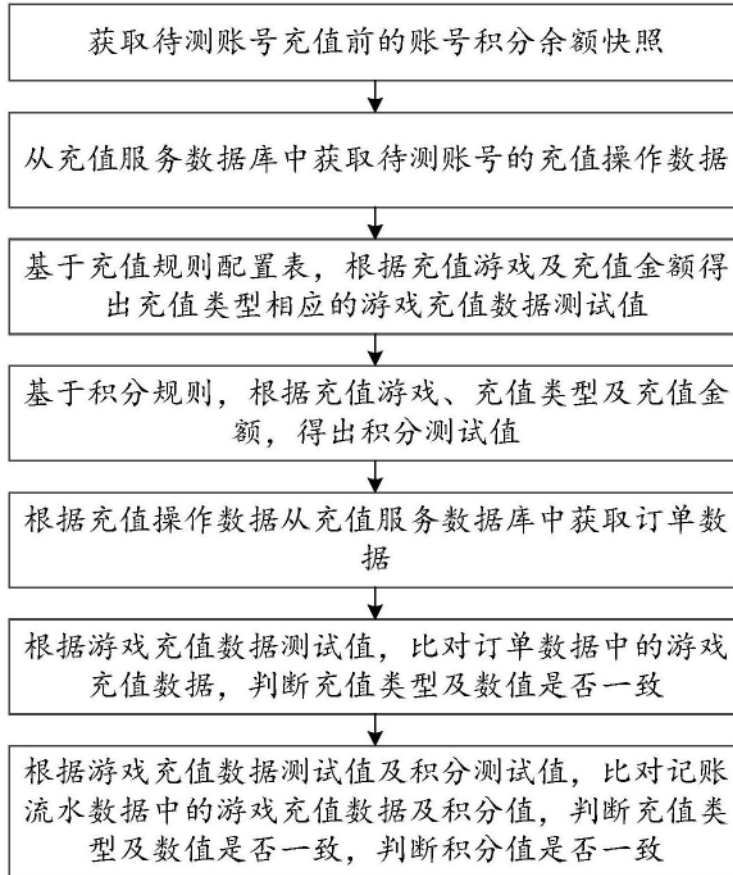 获取待测账号充值前的账号积分余额快照
从充值服务数据库中获取待测账号的充值操作数据
基于充值规则配置表，根据充值游戏及充值金额得
出充值类型相应的游戏充值数据测试值
基于积分规则，根据充值游戏、充值类型及充值金
额，得出积分测试值
根据充值操作数据从充值服务数据库中获取订单数
据
根据游戏充值数据测试值，比对订单数据中的游戏
充值数据，判断充值类型及数值是否一致
根据游戏充值数据测试值及积分测试值，比对记账
流水数据中的游戏充值数据及积分值，判断充值类
型及数值是否一致，判断积分值是否一致